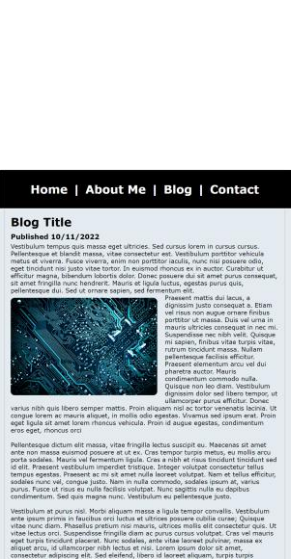 Home | About Me | Blog | Contact
Blog Title
Published 10/11/2022
Vestibulum tempus quis massa eget ultricies. Sed cursus lorem in cursus cursus.
Pellentesque et blandit massa, vitae consectetur est. Vestibulum porttitor vehicula
metus et viverra. Fusce viverra, enim non porttitor iaculis, nunc nisi posuere odio,
eget tincidunt nisi justo vitae tortor. In euismod rhoncus ex in auctor. Curabitur ut
efficitur magna, bibendum lobortis dolor. Donec posuere dui sit amet purus consequat,
sit amet fringilla nunc hendrerit. Mauris et ligula luctus, egestas purus quis,
pellentesque dui. Sed ut ornare sapien, sed fermentum elit.
Praesent mattis dui lacus, a
dignissim justo consequat a. Etiam
vel risus non augue ornare finibus
porttitor ut massa. Duis vel urna in
mauris ultricies consequat in nec mi.
Suspendisse nec nibh velit. Quisque
mi sapien, finibus vitae turpis vitae,
rutrum tincidunt massa. Nullam
pellentesque facilisis efficitur.
Praesent elementum arcu vel dui
pharetra auctor. Mauris
condimentum commodo nulla.
Quisque non leo diam. Vestibulum
dignissim dolor sed libero tempor, ut
ullamcorper purus efficitur. Donec
varius nibh quis libero semper mattis. Proin aliquam nisl ac tortor venenatis lacinia. Ut
congue lorem ac mauris aliquet, in mollis odio egestas. Vivamus sed ipsum erat. Proin
eget ligula sit amet lorem rhoncus vehicula. Proin id augue egestas, condimentum
eros eget, rhoncus orci
Pellentesque dictum elit massa, vitae fringilla lectus suscipit eu. Maecenas sit amet
ante non massa euismod posuere at ut ex. Cras tempor turpis metus, eu mollis arcu
porta sodales. Mauris vel fermentum ligula. Cras a nibh et risus tincidunt tincidunt sed
id elit. Praesent vestibulum imperdiet tristique. Integer volutpat consectetur tellus
tempus egestas. Praesent ac mi sit amet nulla laoreet volutpat. Nam et tellus efficitur,
sodales nunc vel, congue justo. Nam in nulla commodo, sodales ipsum at, varius
purus. Fusce ut risus eu nulla facilisis volutpat. Nunc sagittis nulla eu dapibus
condimentum. Sed quis magna nunc. Vestibulum eu pellentesque justo.
Vestibulum at purus nisl. Morbi aliquam massa a ligula tempor convallis. Vestibulum
ante ipsum primis in faucibus orci luctus et ultrices posuere cubilia curae; Quisque
vitae nunc diam. Phasellus pretium nisi mauris, ultrices mollis elit consectetur quis. Ut
vitae lectus orci. Suspendisse fringilla diam ac purus cursus volutpat. Cras vel mauris
eget turpis tincidunt placerat. Nunc sodales, ante vitae laoreet pulvinar, massa ex
aliquet arcu, id ullamcorper nibh lectus et nisi. Lorem ipsum dolor sit amet,
consectetur adipiscing elit. Sed eleifend, libero id laoreet aliquam, turpis turpis